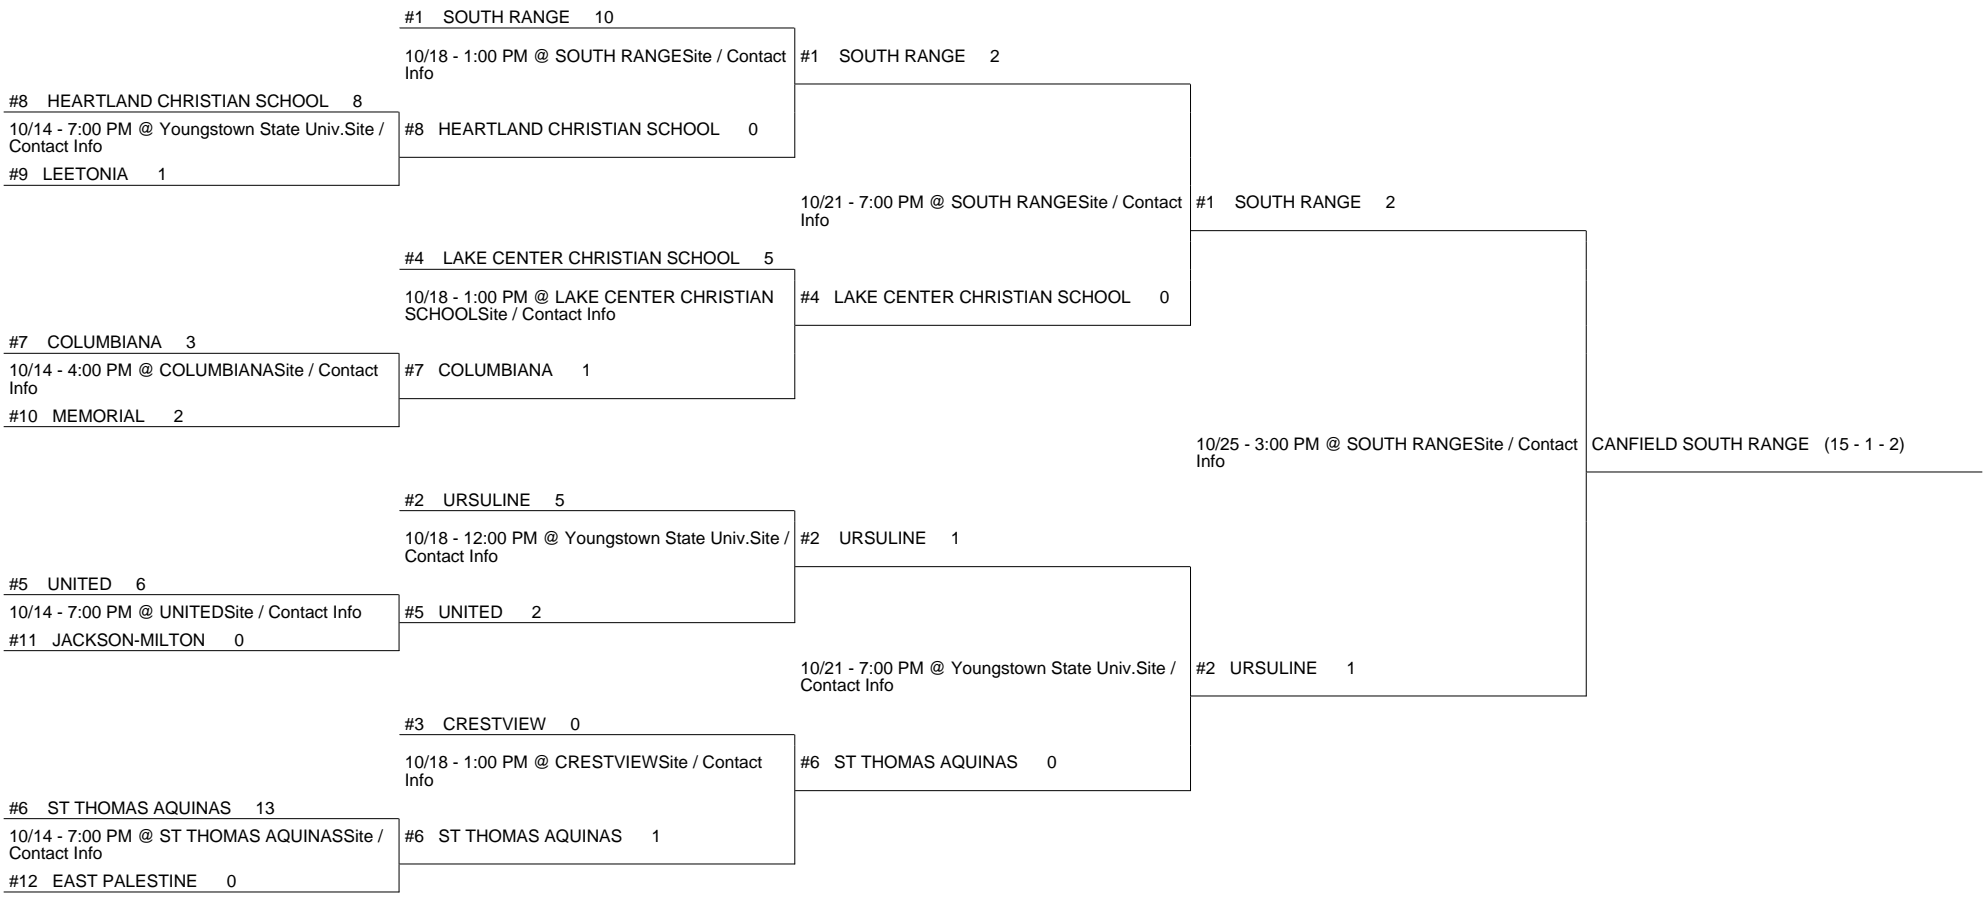 #1 SOUTH RANGE 10
10/18 - 1:00 PM @ SOUTH RANGESite / Contact
Info
#1 SOUTH RANGE 2
#8 HEARTLAND CHRISTIAN SCHOOL 8
10/14 - 7:00 PM @ Youngstown State Univ.Site /
Contact Info
#8 HEARTLAND CHRISTIAN SCHOOL 0
#9 LEETONIA 1
10/21 - 7:00 PM @ SOUTH RANGESite / Contact
Info
#1 SOUTH RANGE 2
#4 LAKE CENTER CHRISTIAN SCHOOL 5
10/18 - 1:00 PM @ LAKE CENTER CHRISTIAN
SCHOOLSite / Contact Info
#4 LAKE CENTER CHRISTIAN SCHOOL 0
#7 COLUMBIANA 3
10/14 - 4:00 PM @ COLUMBIANASite / Contact
Info
#7 COLUMBIANA 1
#10 MEMORIAL 2
10/25 - 3:00 PM @ SOUTH RANGESite / Contact
Info
CANFIELD SOUTH RANGE (15 - 1 - 2)
#2 URSULINE 5
10/18 - 12:00 PM @ Youngstown State Univ.Site /
Contact Info
#2 URSULINE 1
#5 UNITED 6
10/14 - 7:00 PM @ UNITEDSite / Contact Info
#5 UNITED 2
#11 JACKSON-MILTON 0
10/21 - 7:00 PM @ Youngstown State Univ.Site /
Contact Info
#2 URSULINE 1
#3 CRESTVIEW 0
10/18 - 1:00 PM @ CRESTVIEWSite / Contact
Info
#6 ST THOMAS AQUINAS 0
#6 ST THOMAS AQUINAS 13
10/14 - 7:00 PM @ ST THOMAS AQUINASSite /
Contact Info
#6 ST THOMAS AQUINAS 1
#12 EAST PALESTINE 0